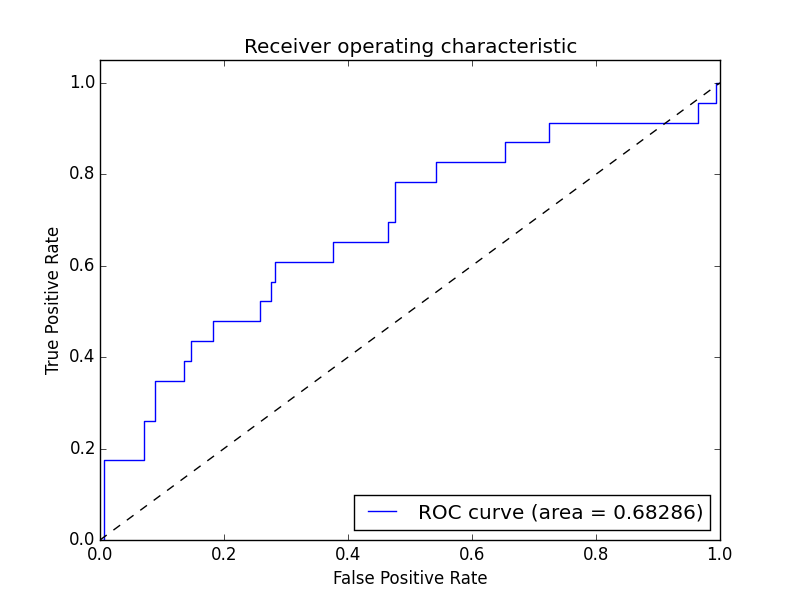 Receiver operating characteristic
1.0
0.8
0.6
0.4
0.2
0.0
True Positive Rate
ROC curve (area = 0.68286)
0.0 0.2 0.4 0.6 0.8 1.0
False Positive Rate